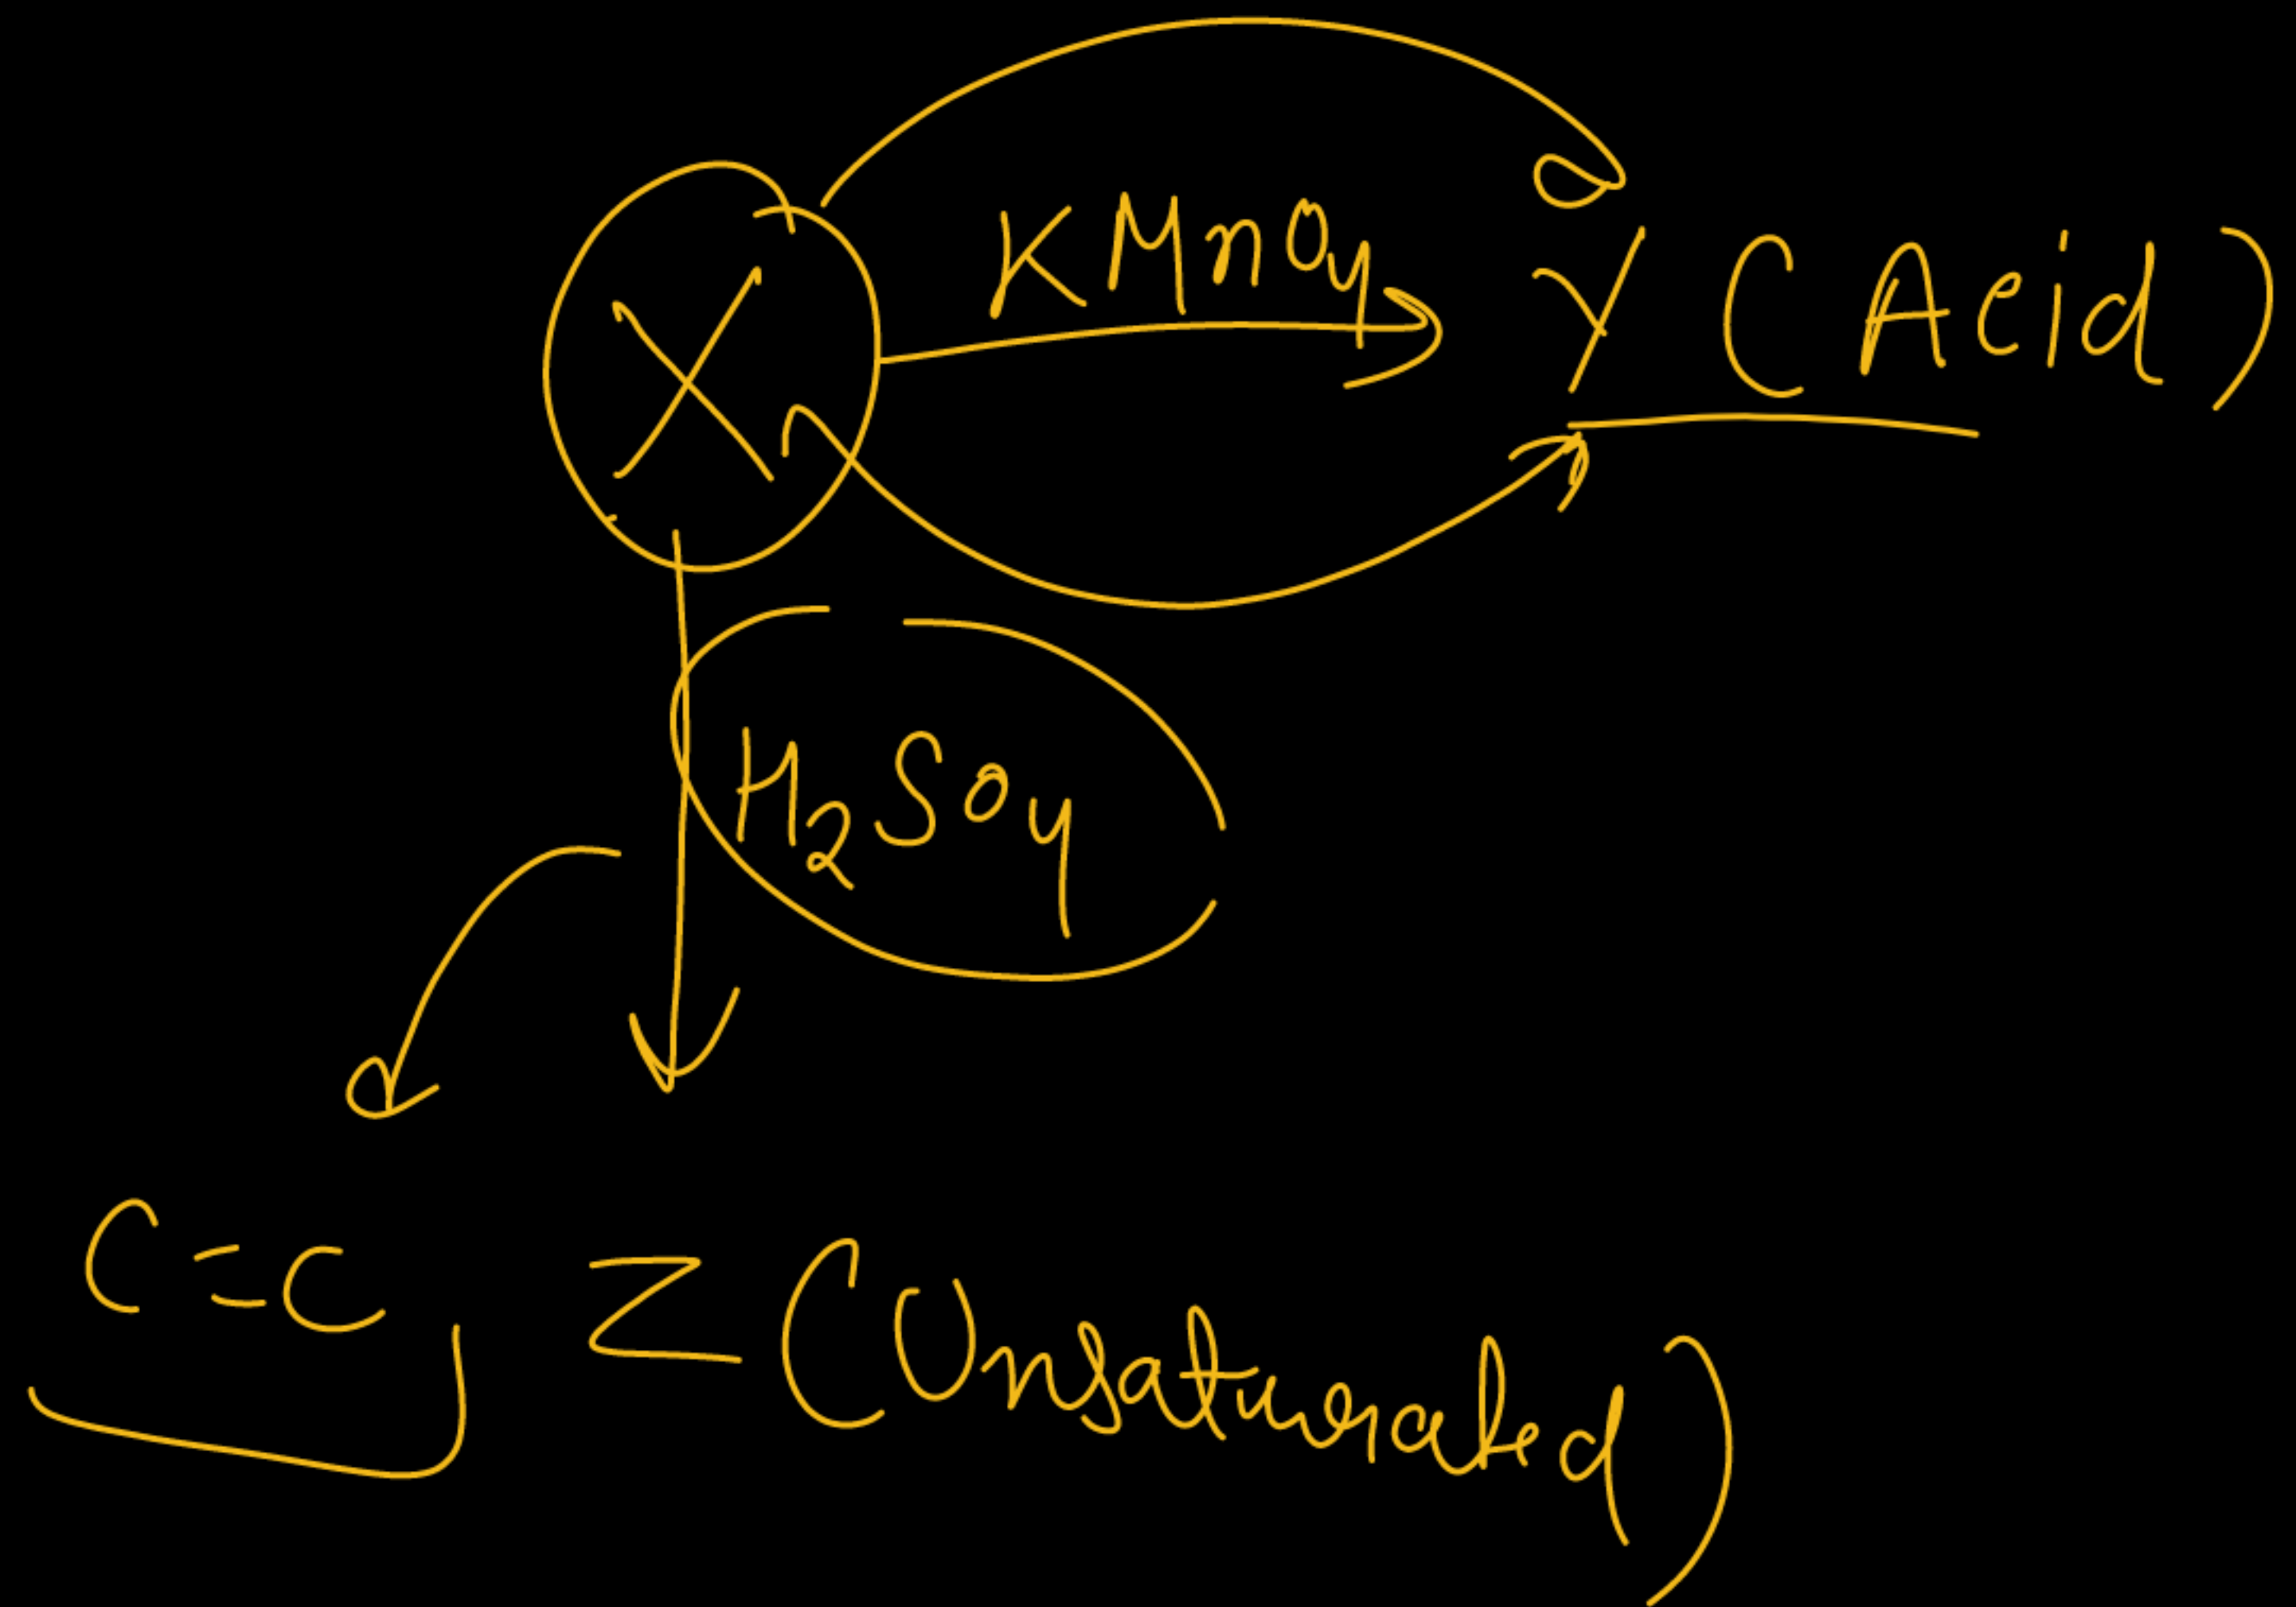 X KMnO4 Y (Acid)
H2SO4
C=C, Z (Unsaturated)